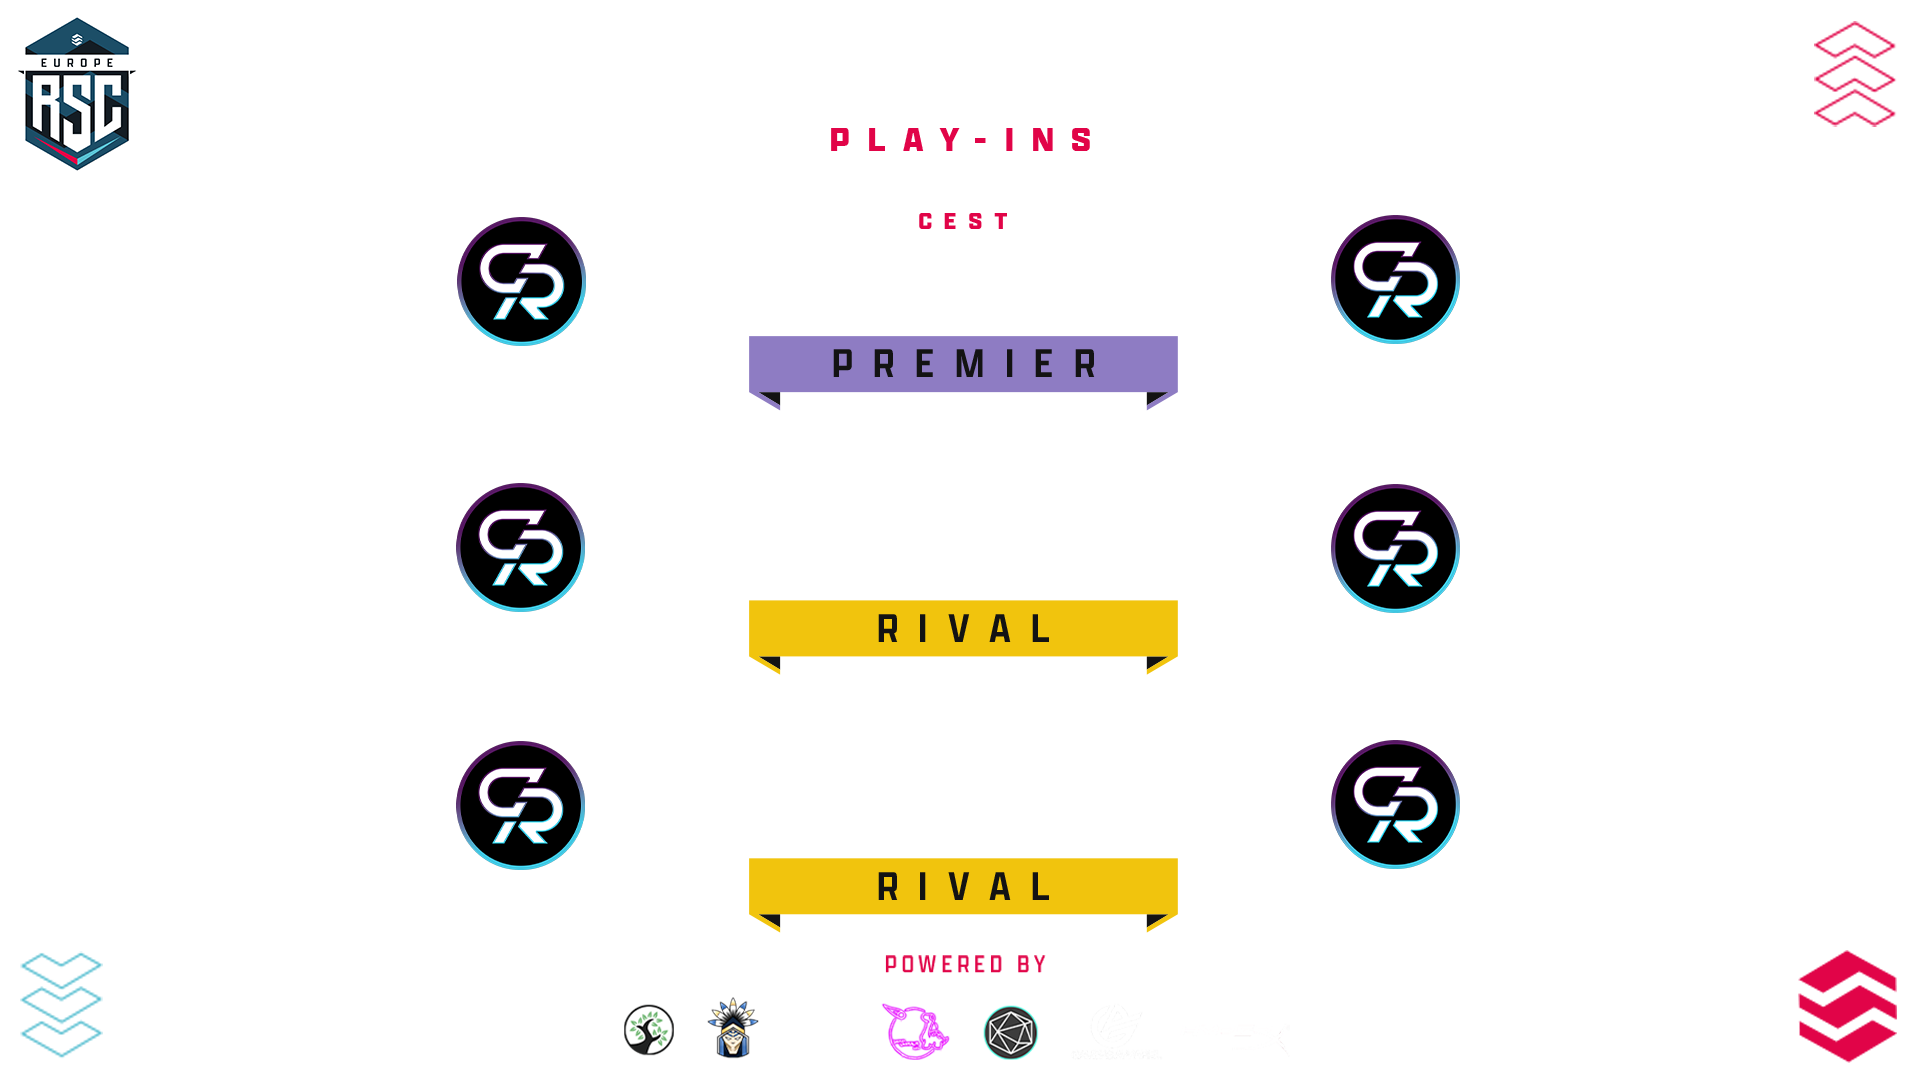 EUROPE
RSC
PLAY-INS
CEST
PREMIER
RIVAL
RIVAL
POWERED BY